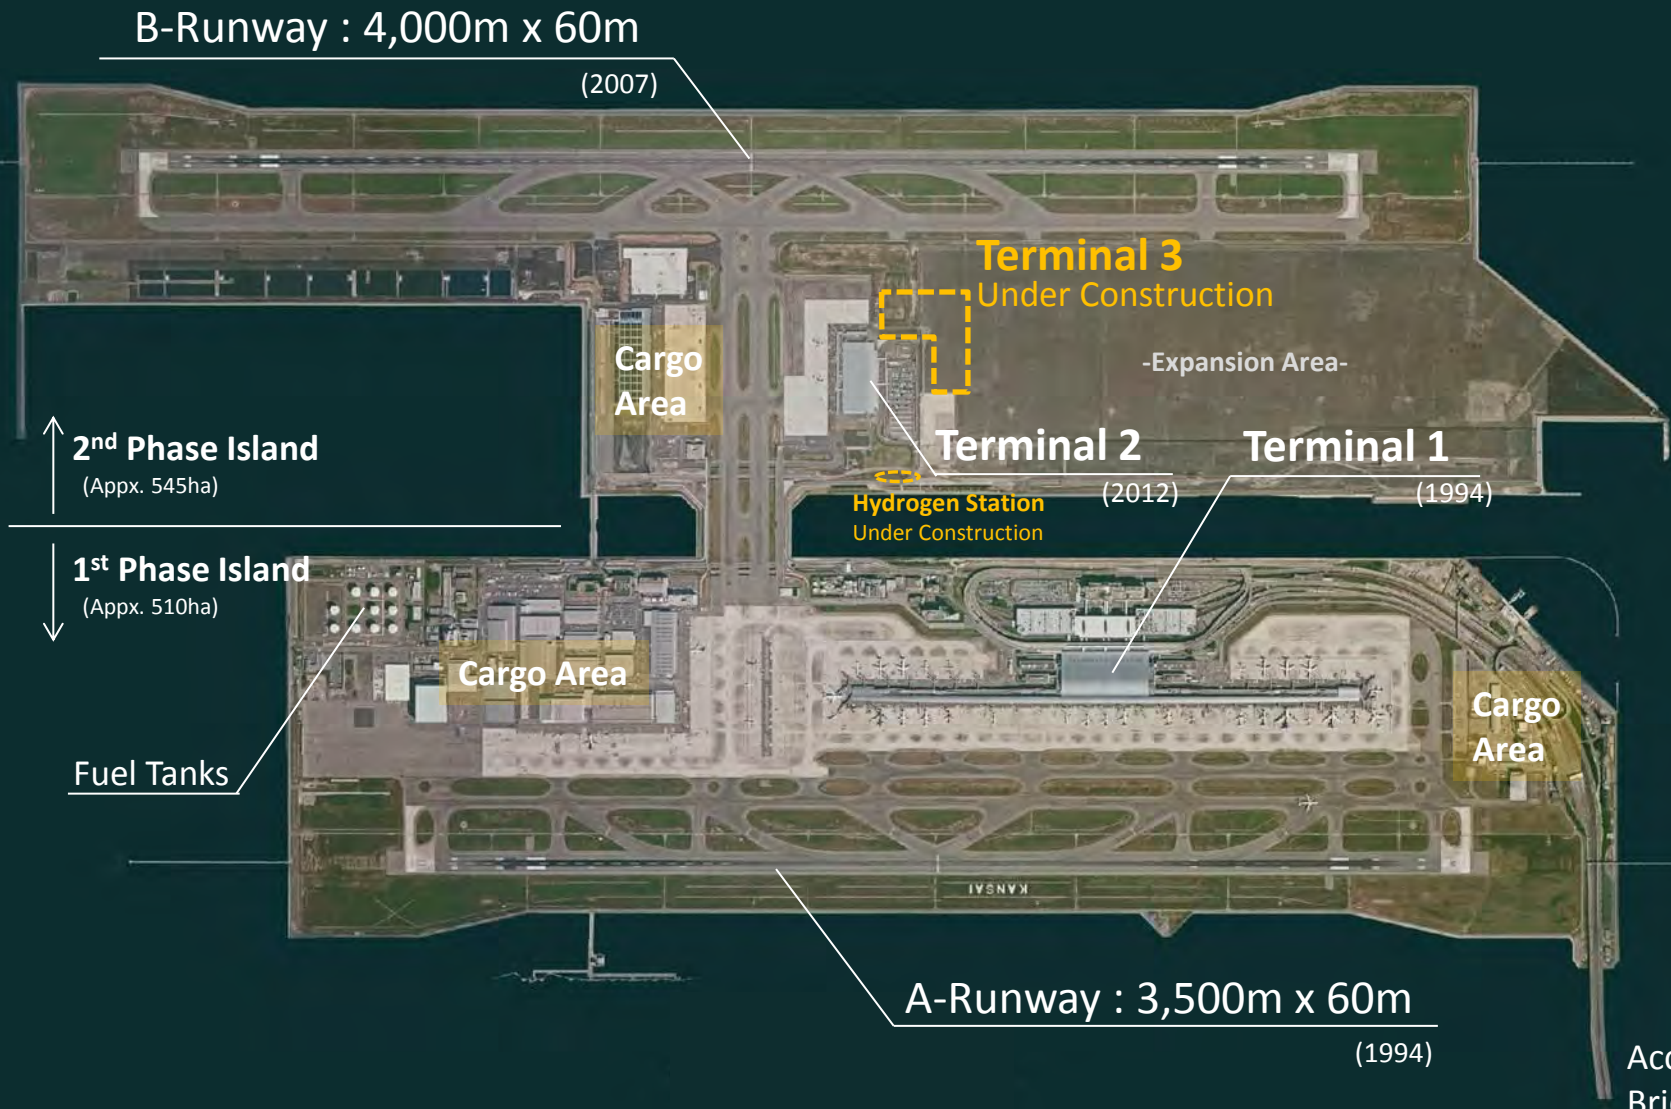 B-Runway : 4,000m x 60m
(2007)
Terminal 3
Under Construction
Cargo
Area
-Expansion Area-
2nd Phase Island
(Appx. 545ha)
Terminal 2
(2012)
Terminal 1
(1994)
Hydrogen Station
Under Construction
1st Phase Island
(Appx. 510ha)
Cargo Area
Cargo
Area
Fuel Tanks
KANSAI
A-Runway : 3,500m x 60m
(1994)